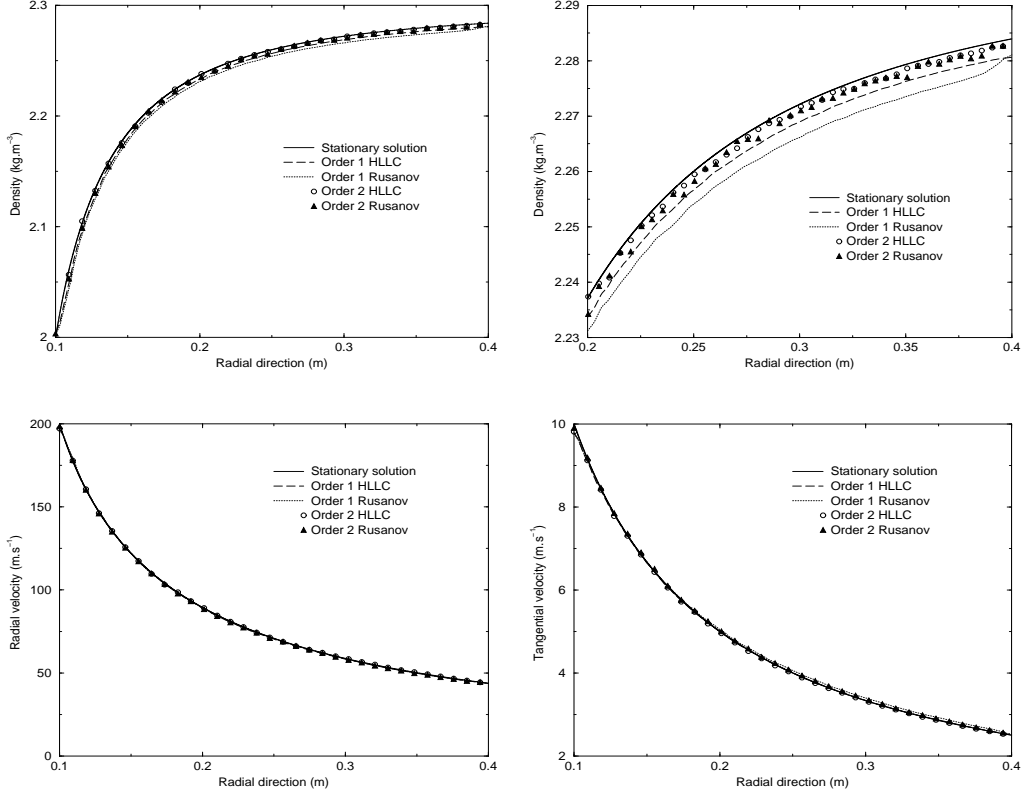 2.3
2.2
2.1
2
Density (kg.m⁻³)
Stationary solution
Order 1 HLLC
Order 1 Rusanov
Order 2 HLLC
Order 2 Rusanov
0.1
0.2
0.3
0.4
Radial direction (m)
2.29
2.28
2.27
2.26
2.25
2.24
2.23
Density (kg.m⁻³)
Stationary solution
Order 1 HLLC
Order 1 Rusanov
Order 2 HLLC
Order 2 Rusanov
0.2
0.25
0.3
0.35
0.4
Radial direction (m)
200
150
100
50
0
Radial velocity (m.s⁻¹)
Stationary solution
Order 1 HLLC
Order 1 Rusanov
Order 2 HLLC
Order 2 Rusanov
0.1
0.2
0.3
0.4
Radial direction (m)
10
8
6
4
2
Tangential velocity (m.s⁻¹)
Stationary solution
Order 1 HLLC
Order 1 Rusanov
Order 2 HLLC
Order 2 Rusanov
0.1
0.2
0.3
0.4
Radial direction (m)